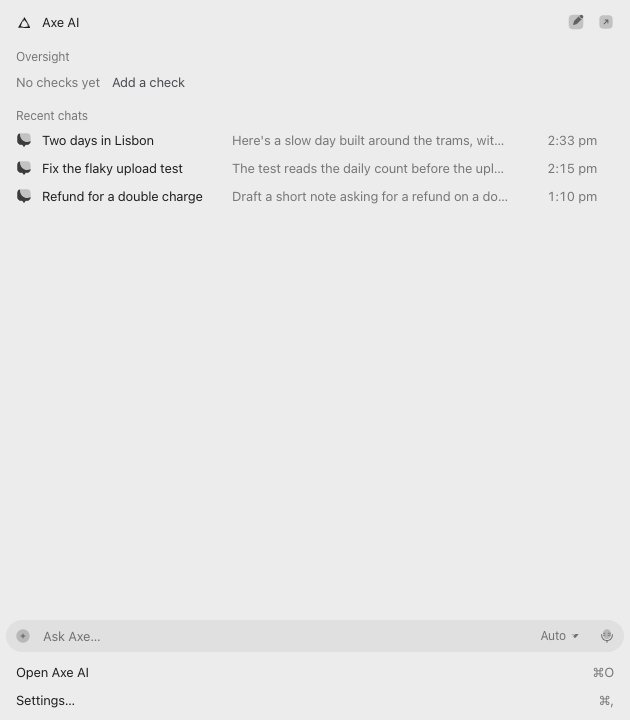 Axe AI
Oversight
No checks yet Add a check
Recent chats
Two days in Lisbon Here's a slow day built around the trams, wit... 2:33 pm
Fix the flaky upload test The test reads the daily count before the upl... 2:15 pm
Refund for a double charge Draft a short note asking for a refund on a do... 1:10 pm
Ask Axe... Auto
Open Axe AI ⌘O
Settings... ⌘,